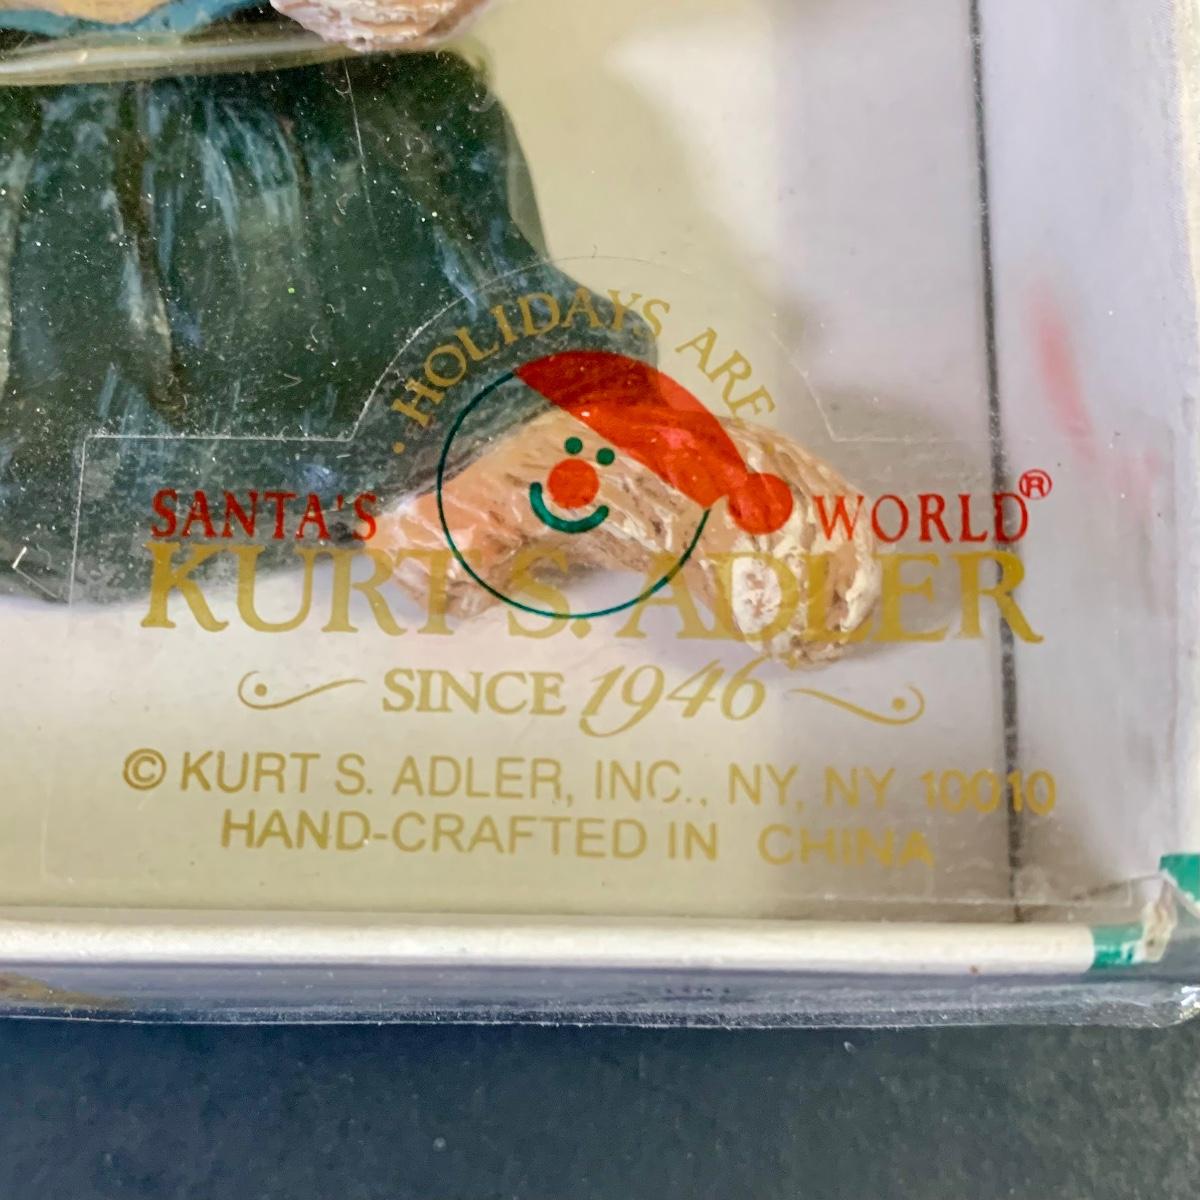 · HOLIDAYS ARE
SANTA'S WORLD®
KURT S. ADLER
SINCE 1946
© KURT S. ADLER, INC., NY, NY 10010
HAND-CRAFTED IN CHINA